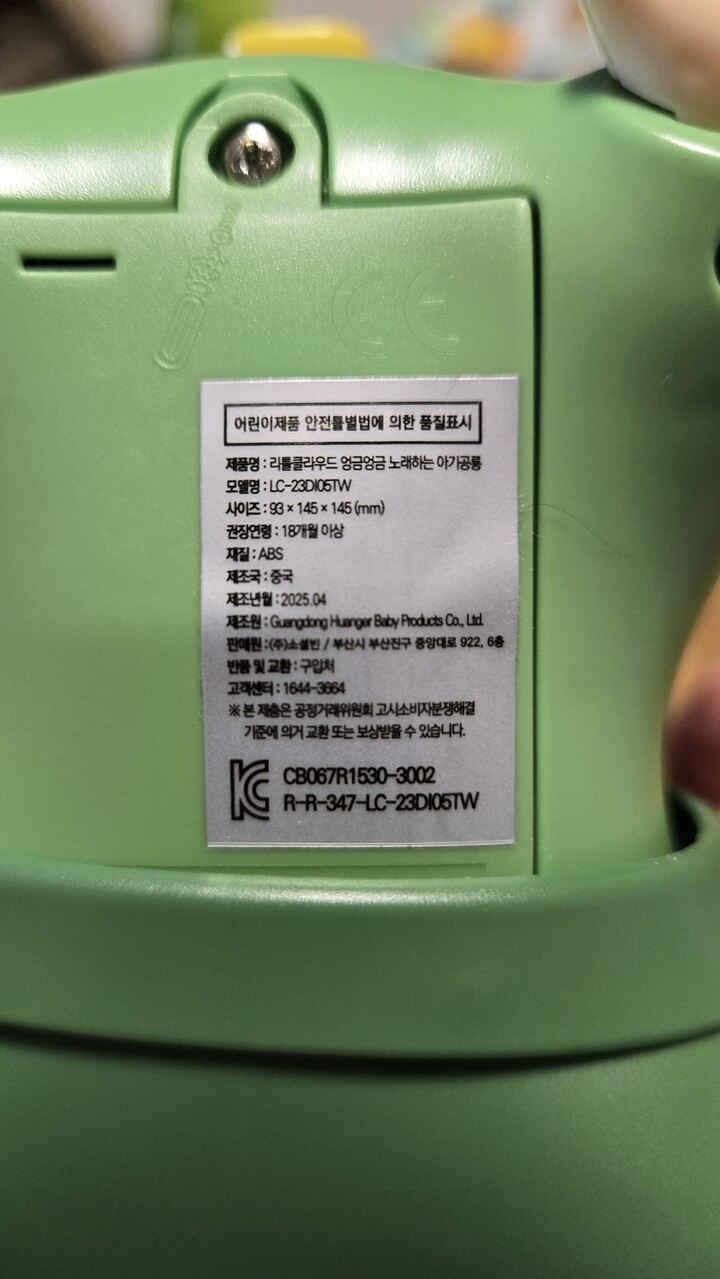 CE
어린이제품 안전틀별법에 의한 품질표시
제품명 : 리틀클라우드 엉금엉금 노래하는 아기공룡
모델명 : LC-23DI05TW
사이즈 : 93 × 145 × 145 (mm)
권장연령 : 18개월 이상
재질 : ABS
제조국 : 중국
제조년월 : 2025.04
제조원 : Guangdong Huanger Baby Products Co., Ltd.
판매원 : (주)소셜빈 / 부산시 부산진구 중앙대로 922, 6층
반품 및 교환 : 구입처
고객센터 : 1644-3664
※ 본 제춤은 공정거래위원회 고시소비자분쟁해결
기준에 의거 교환 또는 보상받을 수 있습니다.
KC CB067R1530-3002
R-R-347-LC-23DI05TW